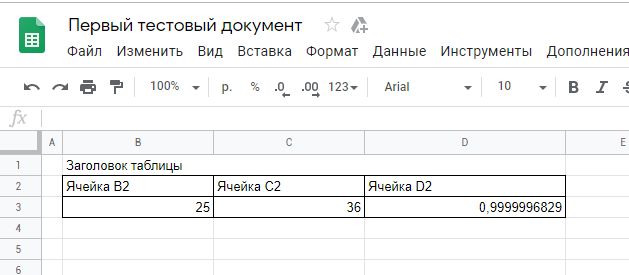 Первый тестовый документ
Файл Изменить Вид Вставка Формат Данные Инструменты Дополнения
100% р. % .0 .00 123 Arial 10 B I S
fx
A B C D E
1 Заголовок таблицы
2 Ячейка B2 Ячейка C2 Ячейка D2
3 25 36 0,9999996829
4
5
6